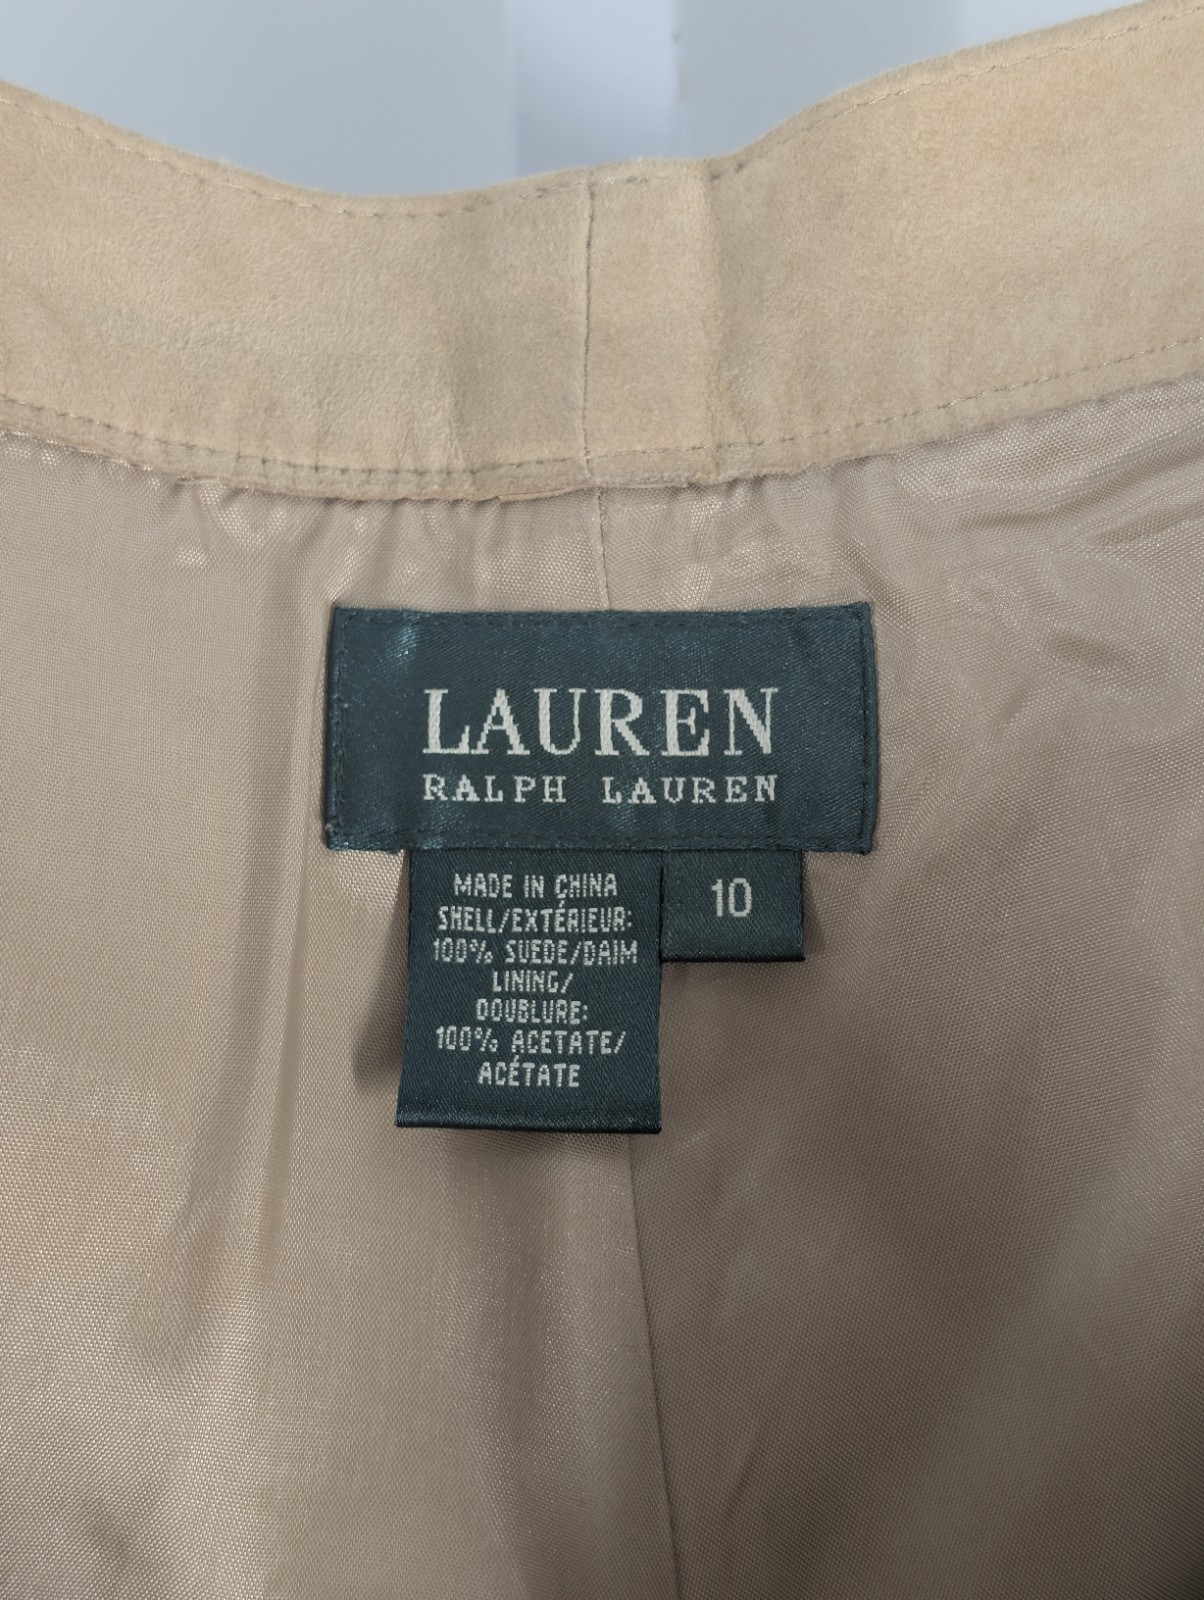 LAUREN
RALPH LAUREN
MADE IN CHINA
SHELL/EXTÉRIEUR:
100% SUEDE/DAIM
LINING/
DOUBLURE:
100% ACETATE/
ACÉTATE
10